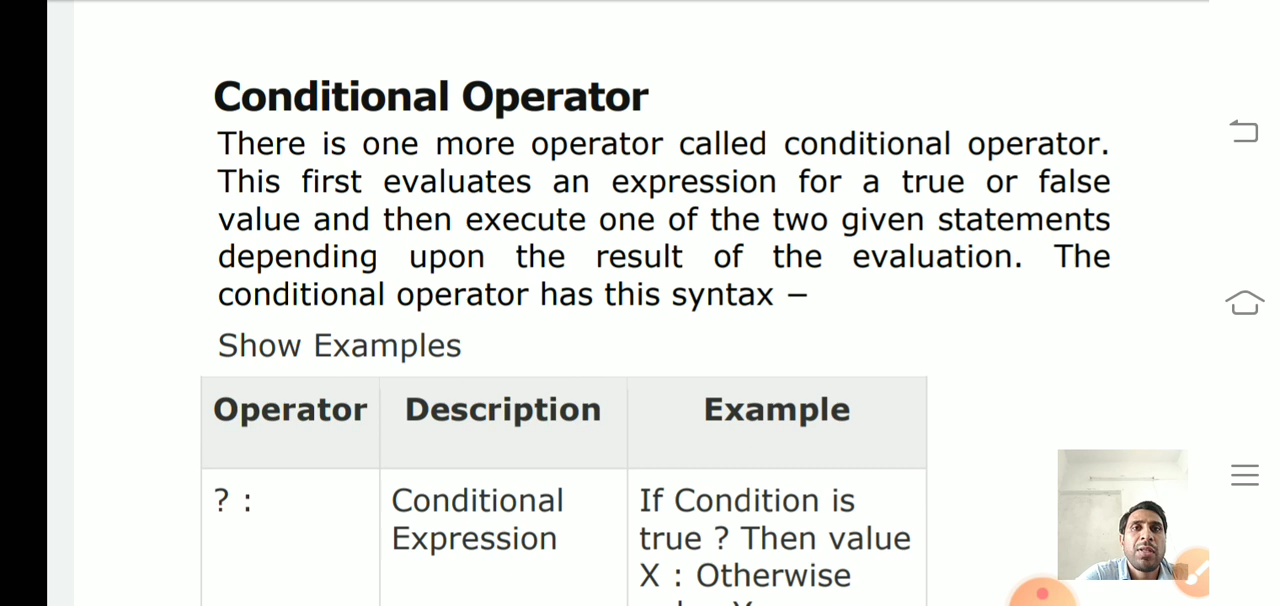 Conditional Operator
There is one more operator called conditional operator.
This first evaluates an expression for a true or false
value and then execute one of the two given statements
depending upon the result of the evaluation. The
conditional operator has this syntax −
Show Examples
Operator Description Example
? : Conditional If Condition is
Expression true ? Then value
X : Otherwise